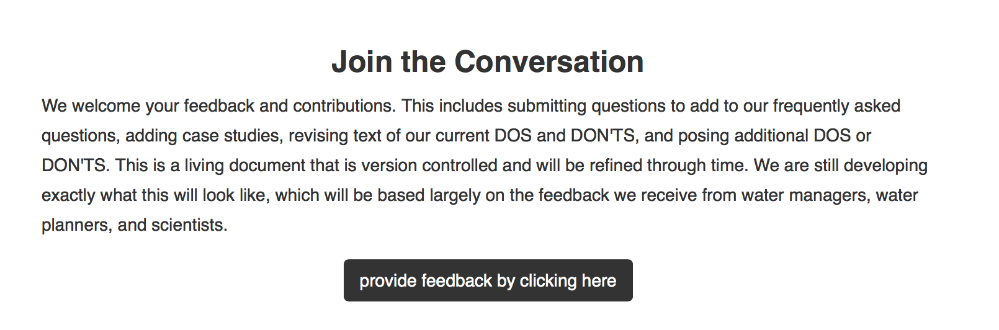 Join the Conversation
We welcome your feedback and contributions. This includes submitting questions to add to our frequently asked
questions, adding case studies, revising text of our current DOS and DON'TS, and posing additional DOS or
DON'TS. This is a living document that is version controlled and will be refined through time. We are still developing
exactly what this will look like, which will be based largely on the feedback we receive from water managers, water
planners, and scientists.
provide feedback by clicking here